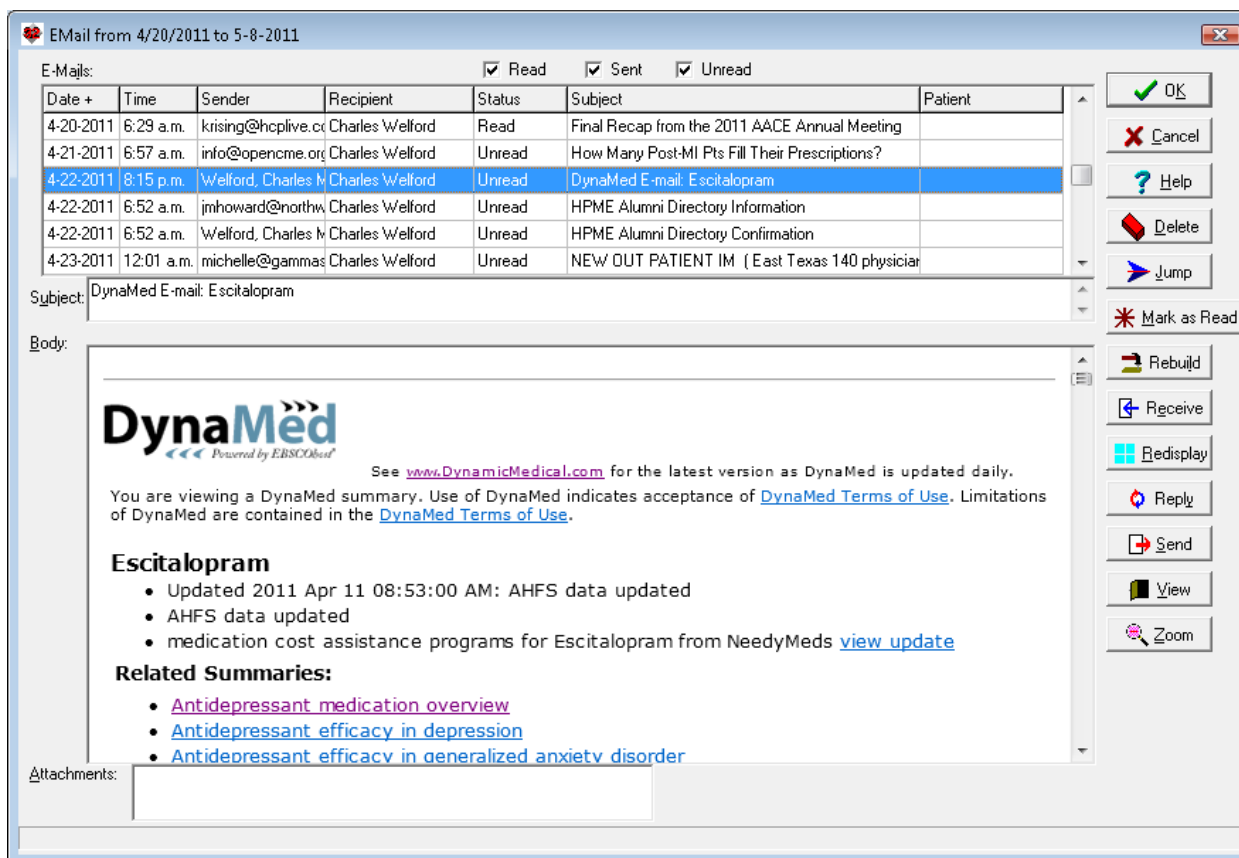 EMail from 4/20/2011 to 5-8-2011
E-Mails: Read Sent Unread
Date + Time Sender Recipient Status Subject Patient
4-20-2011 6:29 a.m. krising@hcplive.co Charles Welford Read Final Recap from the 2011 AACE Annual Meeting
4-21-2011 6:57 a.m. info@opencme.org Charles Welford Unread How Many Post-MI Pts Fill Their Prescriptions?
4-22-2011 8:15 p.m. Welford, Charles M Charles Welford Unread DynaMed E-mail: Escitalopram
4-22-2011 6:52 a.m. jmhoward@northw Charles Welford Unread HPME Alumni Directory Information
4-22-2011 6:52 a.m. Welford, Charles M Charles Welford Unread HPME Alumni Directory Confirmation
4-23-2011 12:01 a.m. michelle@gammas Charles Welford Unread NEW OUT PATIENT IM ( East Texas 140 physician
Subject: DynaMed E-mail: Escitalopram
Body:
DynaMed
Powered by EBSCOhost
See www.DynamicMedical.com for the latest version as DynaMed is updated daily.
You are viewing a DynaMed summary. Use of DynaMed indicates acceptance of DynaMed Terms of Use. Limitations
of DynaMed are contained in the DynaMed Terms of Use.
Escitalopram
• Updated 2011 Apr 11 08:53:00 AM: AHFS data updated
• AHFS data updated
• medication cost assistance programs for Escitalopram from NeedyMeds view update
Related Summaries:
• Antidepressant medication overview
• Antidepressant efficacy in depression
• Antidepressant efficacy in generalized anxiety disorder
Attachments:
OK
Cancel
Help
Delete
Jump
Mark as Read
Rebuild
Receive
Redisplay
Reply
Send
View
Zoom